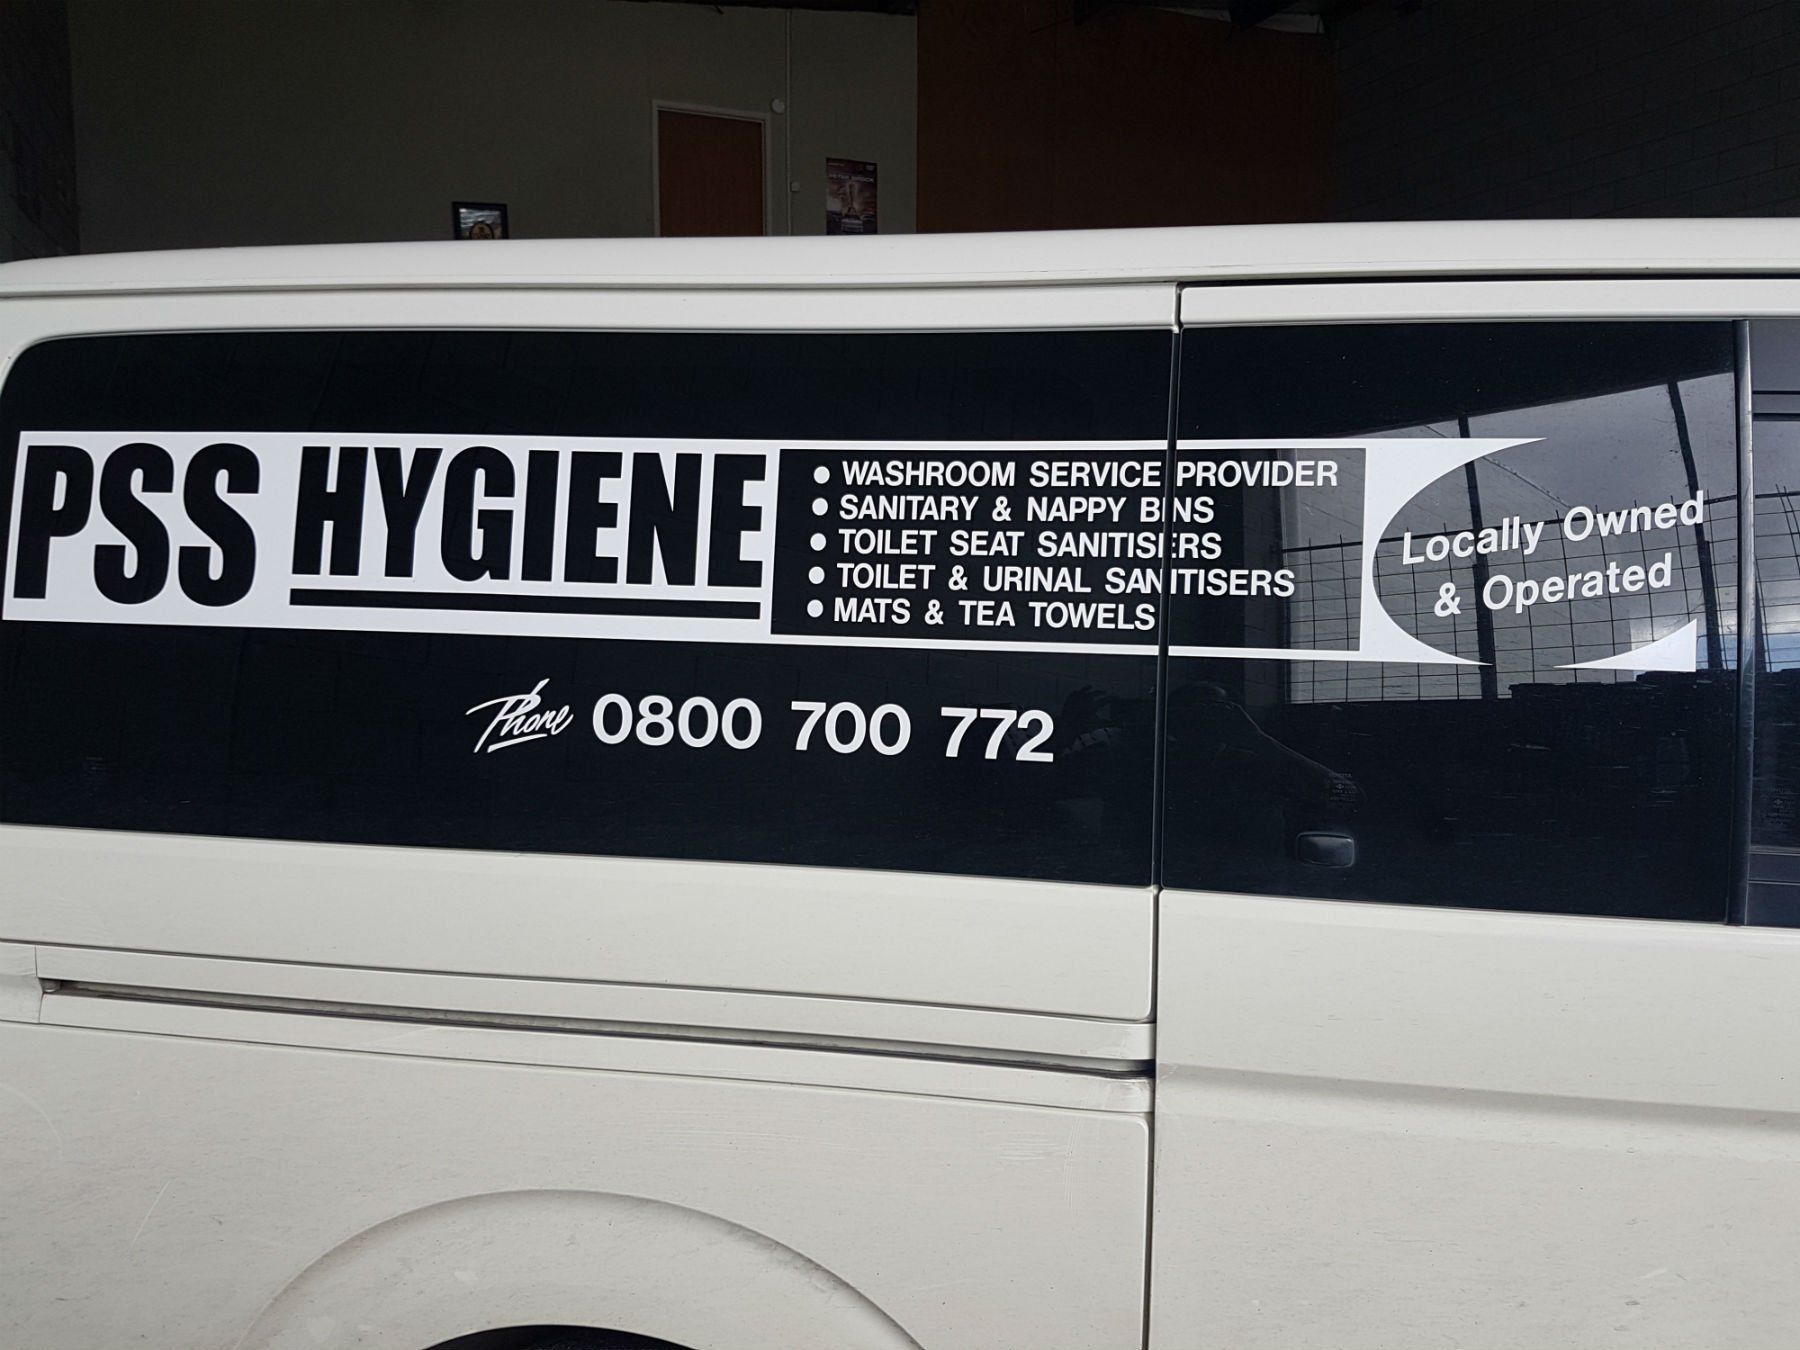 PSS HYGIENE
• WASHROOM SERVICE PROVIDER
• SANITARY & NAPPY BINS
• TOILET SEAT SANITISERS
• TOILET & URINAL SANITISERS
• MATS & TEA TOWELS
Locally Owned
& Operated
Phone 0800 700 772